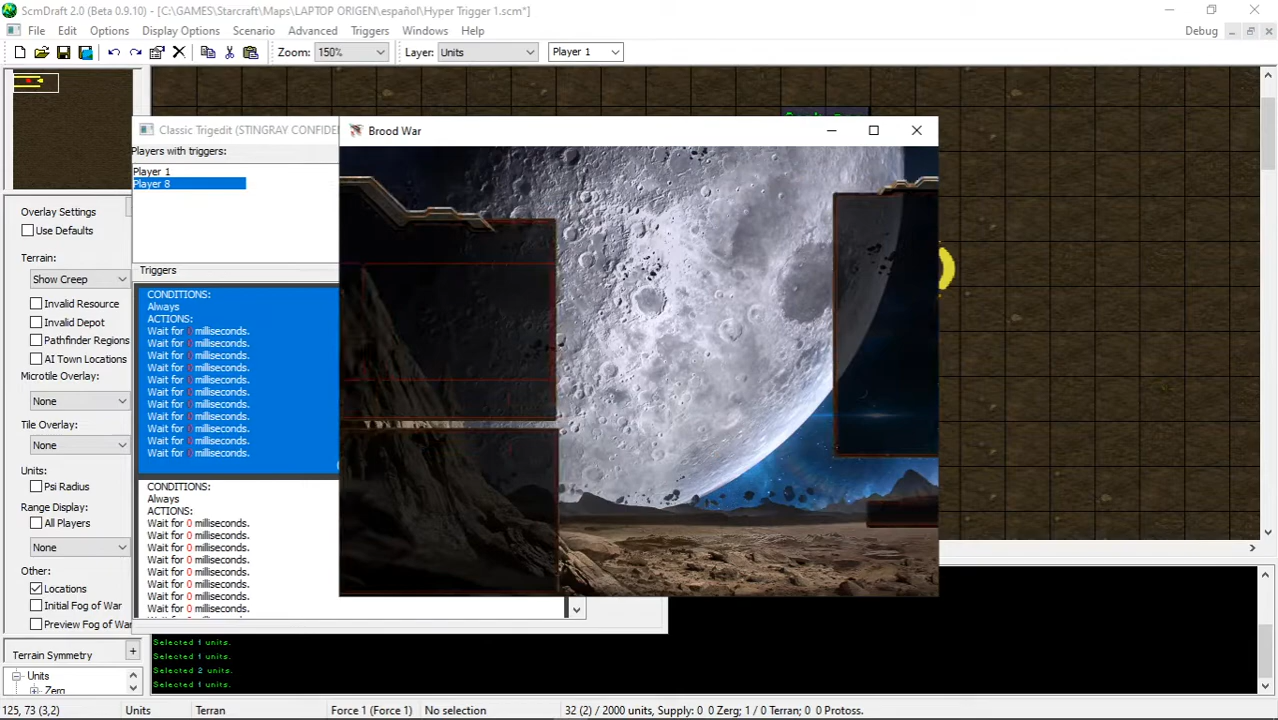 ScmDraft 2.0 (Beta 0.9.10) - [C:\GAMES\Starcraft\Maps\LAPTOP ORIGEN\español\Hyper Trigger 1.scm*]
File Edit Options Display Options Scenario Advanced Triggers Windows Help Debug
Zoom: 150% Layer: Units Player 1
Classic Trigedit (STINGRAY CONFIDE
Brood War
Players with triggers:
Player 1
Player 8
Overlay Settings
Use Defaults
Terrain:
Show Creep
Invalid Resource
Invalid Depot
Pathfinder Regions
AI Town Locations
Microtile Overlay:
None
Tile Overlay:
None
Units:
Psi Radius
Range Display:
All Players
None
Other:
Locations
Initial Fog of War
Preview Fog of War
Terrain Symmetry +
Units
Zerg
Triggers
CONDITIONS:
Always
ACTIONS:
Wait for 0 milliseconds.
Wait for 0 milliseconds.
Wait for 0 milliseconds.
Wait for 0 milliseconds.
Wait for 0 milliseconds.
Wait for 0 milliseconds.
Wait for 0 milliseconds.
Wait for 0 milliseconds.
Wait for 0 milliseconds.
Wait for 0 milliseconds.
Wait for 0 milliseconds.
CONDITIONS:
Always
ACTIONS:
Wait for 0 milliseconds.
Wait for 0 milliseconds.
Wait for 0 milliseconds.
Wait for 0 milliseconds.
Wait for 0 milliseconds.
Wait for 0 milliseconds.
Wait for 0 milliseconds.
Wait for 0 milliseconds.
Selected 1 units.
Selected 1 units.
Selected 2 units.
Selected 1 units.
125, 73 (3,2) Units Terran Force 1 (Force 1) No selection 32 (2) / 2000 units, Supply: 0 0 Zerg; 1 / 0 Terran; 0 0 Protoss.